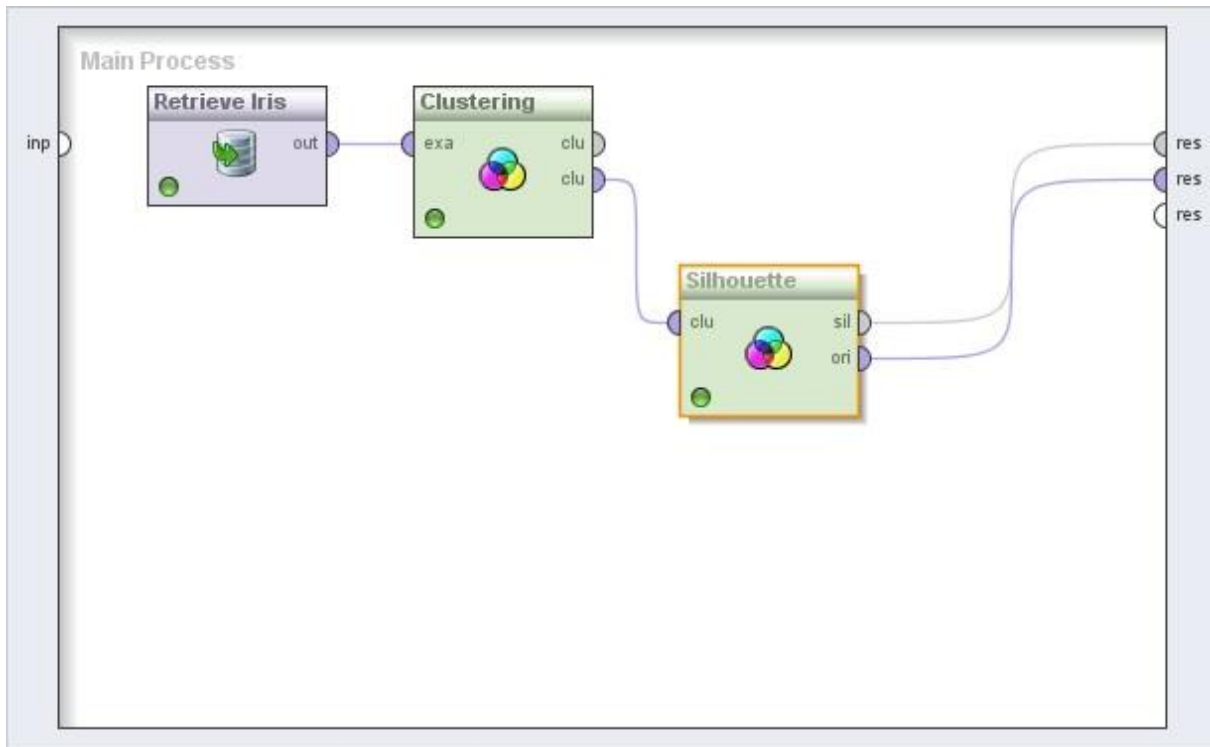 Main Process
Retrieve Iris
Clustering
inp
out
exa
clu
res
clu
res
res
Silhouette
clu
sil
ori